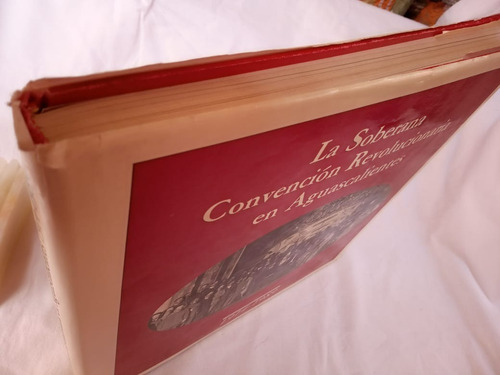 La Soberana
Convención Revolucionaria
en Aguascalientes